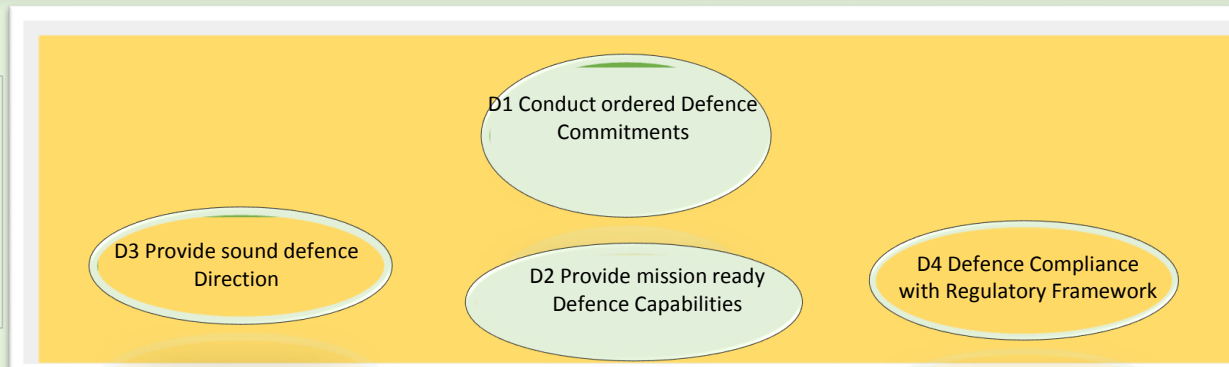 D1 Conduct ordered Defence
Commitments
D3 Provide sound defence
Direction
D2 Provide mission ready
Defence Capabilities
D4 Defence Compliance
with Regulatory Framework